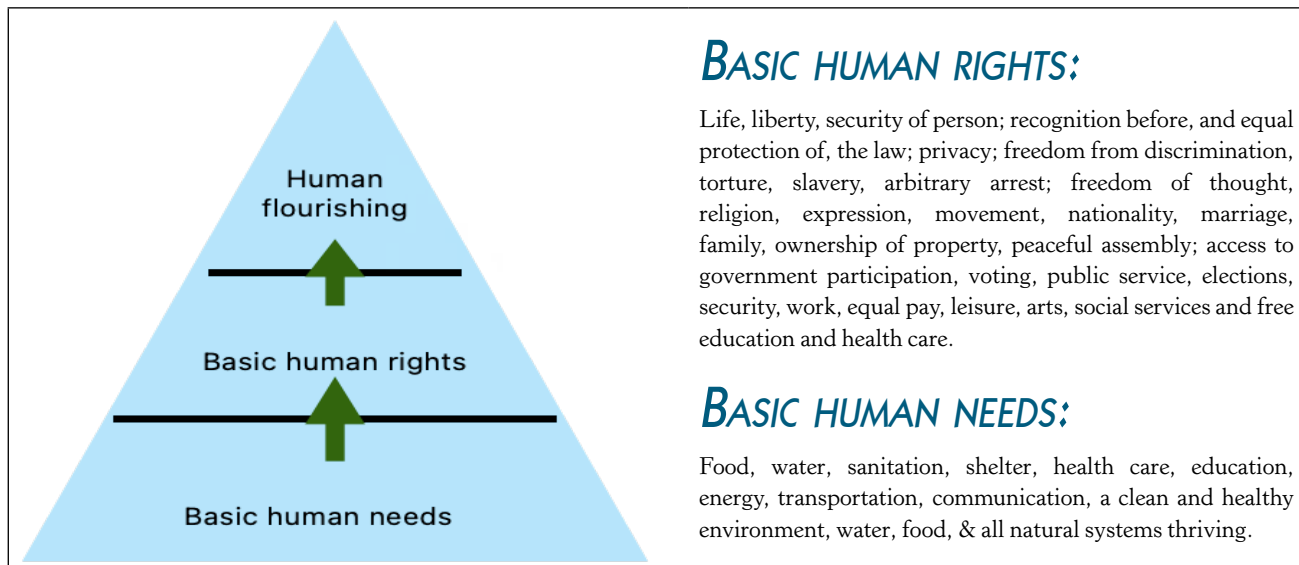 Human
flourishing
Basic human rights
Basic human needs
BASIC HUMAN RIGHTS:
Life, liberty, security of person; recognition before, and equal
protection of, the law; privacy; freedom from discrimination,
torture, slavery, arbitrary arrest; freedom of thought,
religion, expression, movement, nationality, marriage,
family, ownership of property, peaceful assembly; access to
government participation, voting, public service, elections,
security, work, equal pay, leisure, arts, social services and free
education and health care.
BASIC HUMAN NEEDS:
Food, water, sanitation, shelter, health care, education,
energy, transportation, communication, a clean and healthy
environment, water, food, & all natural systems thriving.